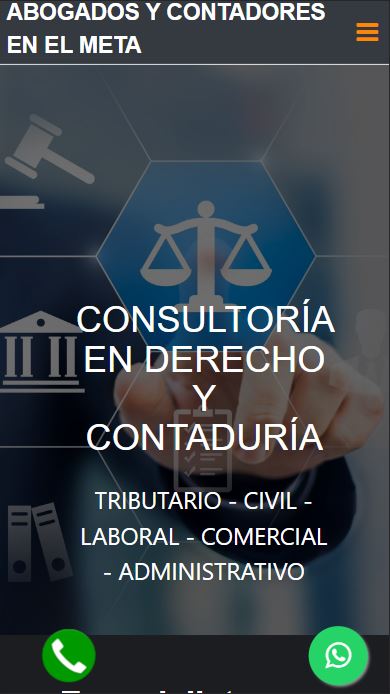 ABOGADOS Y CONTADORES
EN EL META
CONSULTORÍA
EN DERECHO
Y
CONTADURÍA
TRIBUTARIO - CIVIL -
LABORAL - COMERCIAL
- ADMINISTRATIVO